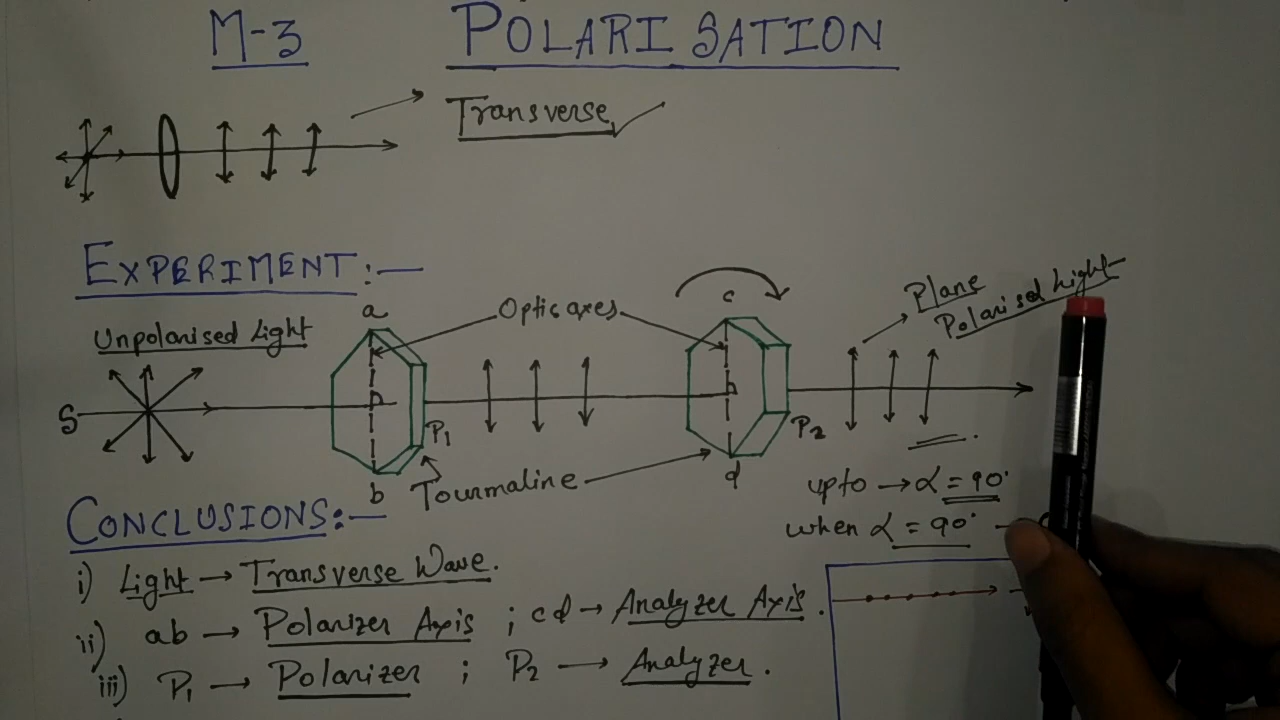 M-3 POLARISATION
Transverse
EXPERIMENT:-
Unpolarised Light
a
Optic axes
c
Plane
Polarised Light
S
P1
P2
b
Tourmaline
d
upto → α = 90°
when α = 90° →
CONCLUSIONS:-
i) Light → Transverse Wave.
ii) ab → Polarizer Axis ; cd → Analyzer Axis.
iii) P1 → Polarizer ; P2 → Analyzer.